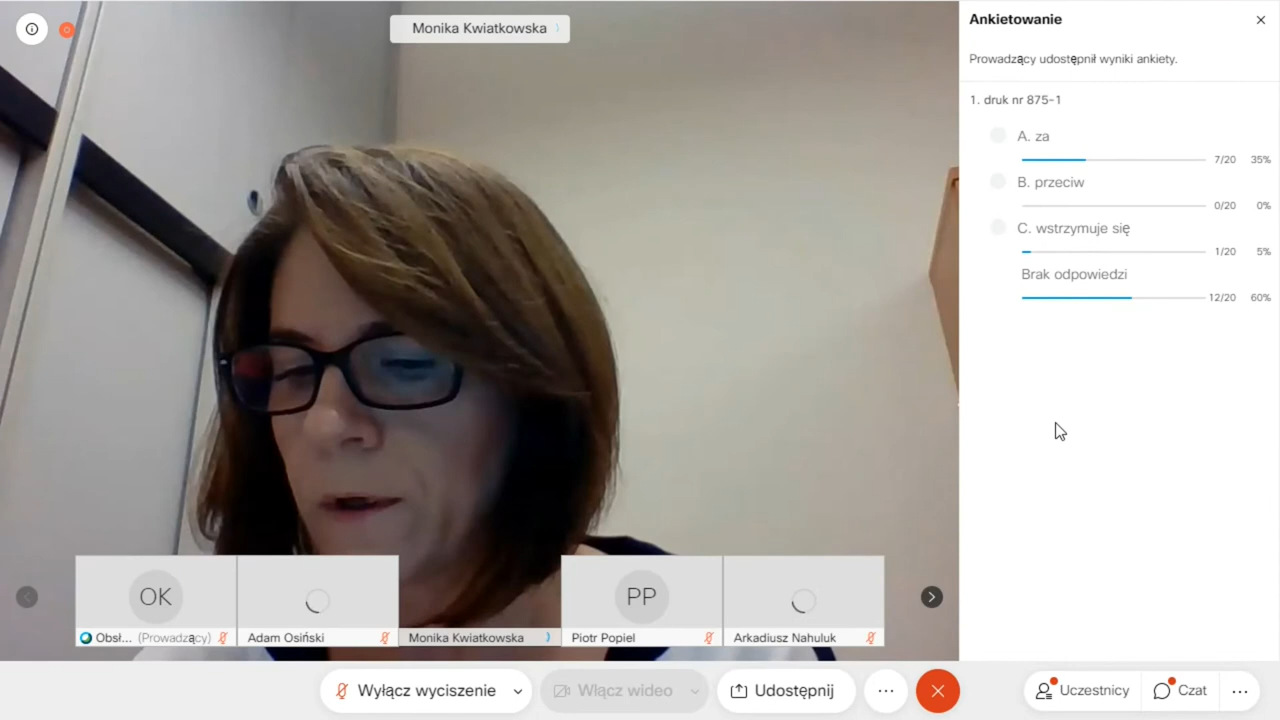 Monika Kwiatkowska
Ankietowanie
Prowadzący udostępnił wyniki ankiety.
1. druk nr 875-1
A. za
7/20 35%
B. przeciw
0/20 0%
C. wstrzymuje się
1/20 5%
Brak odpowiedzi
12/20 60%
OK
PP
Obsł... (Prowadzący)
Adam Osiński
Monika Kwiatkowska
Piotr Popiel
Arkadiusz Nahuluk
Wyłącz wyciszenie
Włącz wideo
Udostępnij
Uczestnicy
Czat